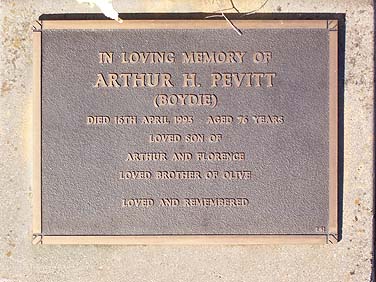 IN LOVING MEMORY OF
ARTHUR H. PEVITT
(BOYDIE)
DIED 15TH APRIL, 1995 AGED 76 YEARS
LOVED SON OF
ARTHUR AND FLORENCE
LOVED BROTHER OF OLIVE
LOVED AND REMEMBERED